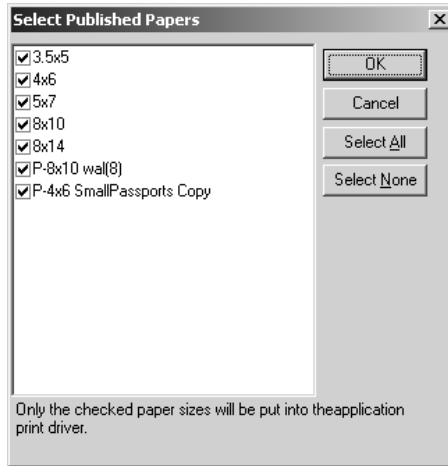 Select Published Papers
3.5x5
4x6
5x7
8x10
8x14
P-8x10 wal(8)
P-4x6 SmallPassports Copy
OK
Cancel
Select All
Select None
Only the checked paper sizes will be put into theapplication
print driver.